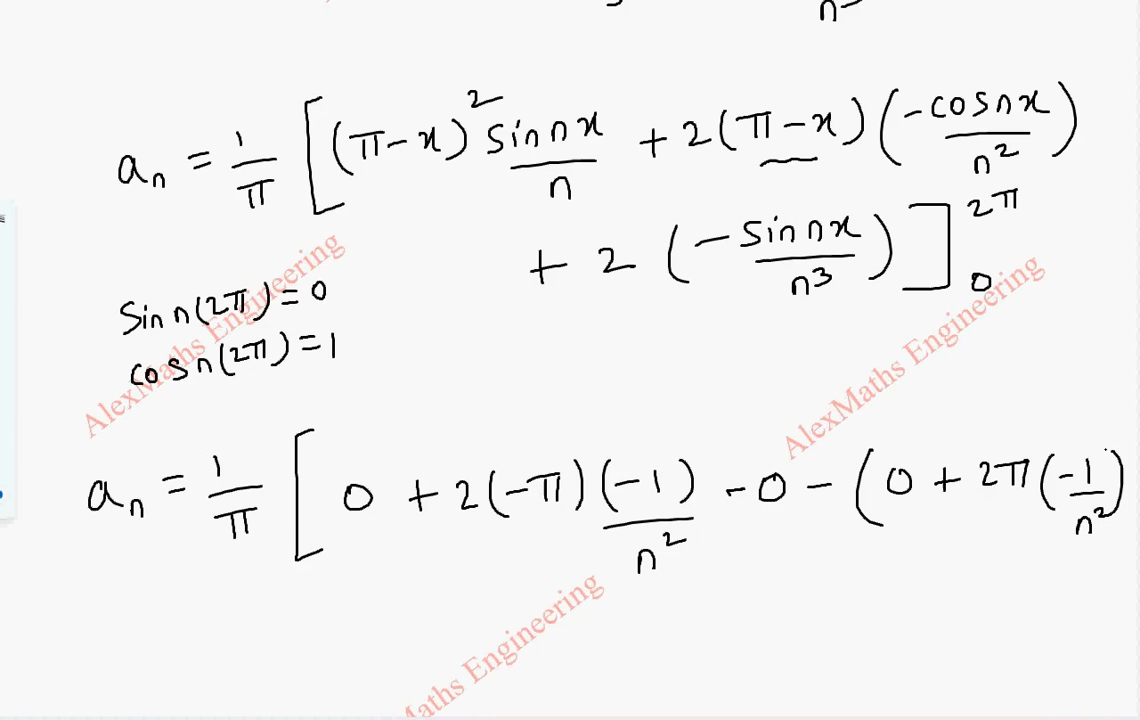 a_n = 1/π [ (π-x)^2 sin nx / n + 2(π-x) (-cos nx / n^2)
+ 2 (-sin nx / n^3) ]_0^2π
Sin n(2π) = 0
cos n(2π) = 1
a_n = 1/π [ 0 + 2(-π) (-1) / n^2 - 0 - (0 + 2π (-1 / n^2)
AlexMaths Engineering
AlexMaths Engineering
Maths Engineering